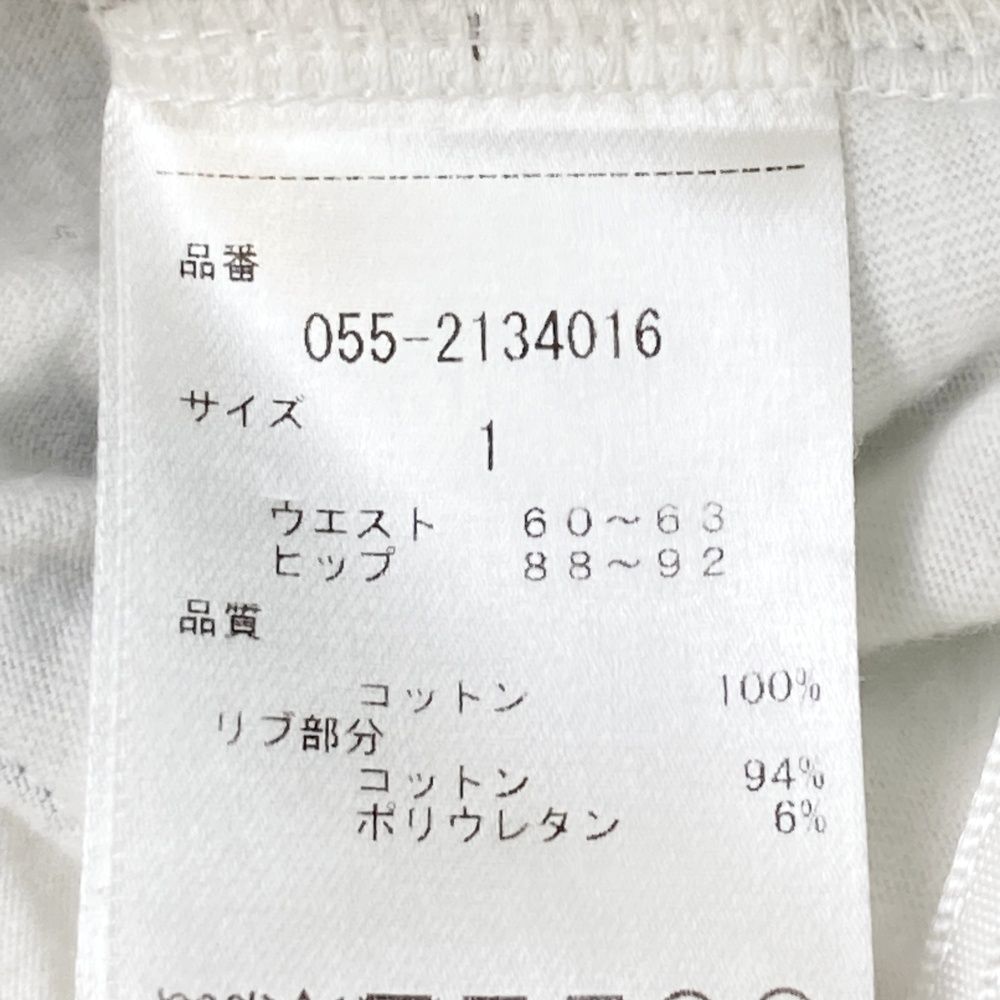 品番
055-2134016
サイズ
1
ウエスト 60～63
ヒップ 88～92
品質
コットン 100%
リブ部分
コットン 94%
ポリウレタン 6%